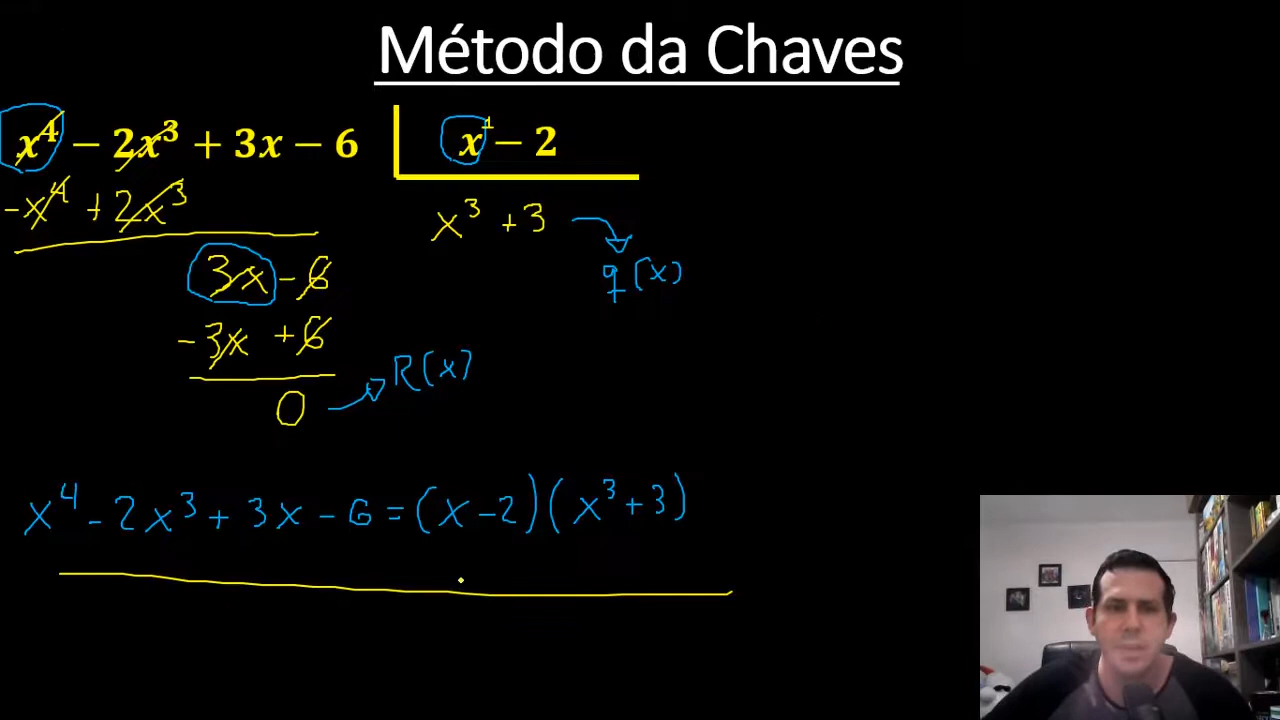 Método da Chaves
x⁴ − 2x³ + 3x − 6 x¹ − 2
-x⁴ + 2x³ x³ + 3
3x - 6 q(x)
-3x + 6
R(x)
0
x⁴ - 2x³ + 3x - 6 = (x - 2)(x³ + 3)